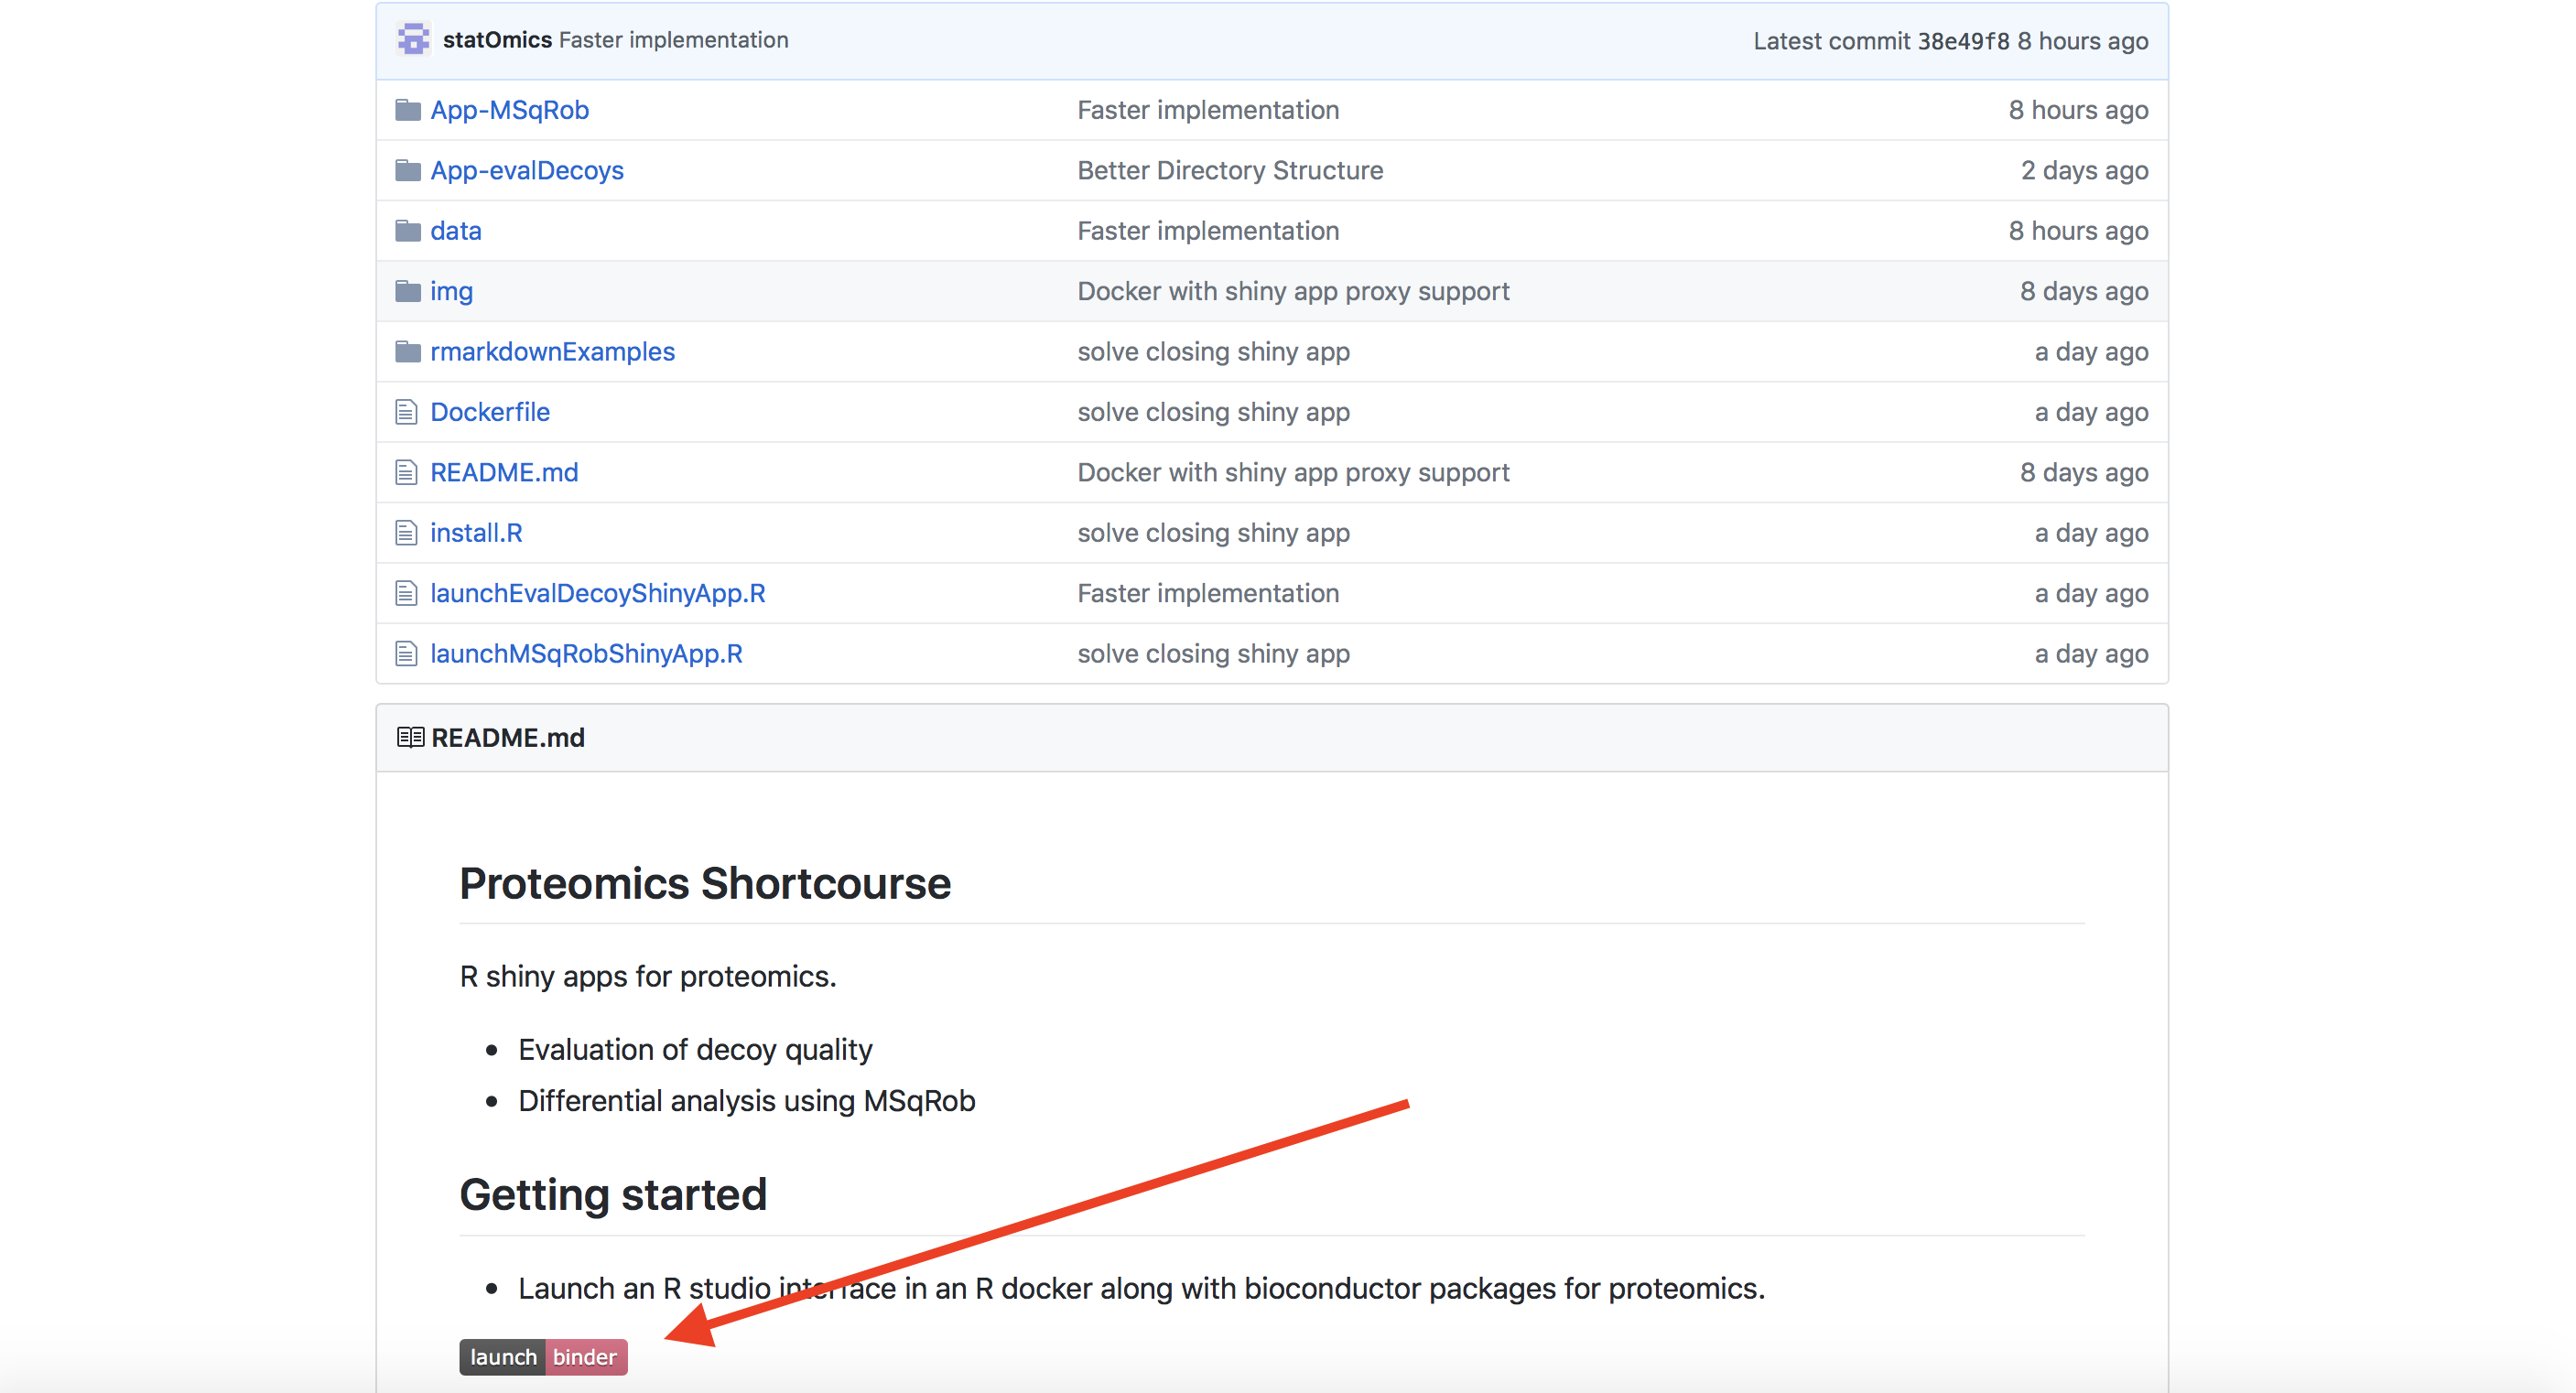 statOmics Faster implementation Latest commit 38e49f8 8 hours ago
App-MSqRob Faster implementation 8 hours ago
App-evalDecoys Better Directory Structure 2 days ago
data Faster implementation 8 hours ago
img Docker with shiny app proxy support 8 days ago
rmarkdownExamples solve closing shiny app a day ago
Dockerfile solve closing shiny app a day ago
README.md Docker with shiny app proxy support 8 days ago
install.R solve closing shiny app a day ago
launchEvalDecoyShinyApp.R Faster implementation a day ago
launchMSqRobShinyApp.R solve closing shiny app a day ago
README.md
Proteomics Shortcourse
R shiny apps for proteomics.
• Evaluation of decoy quality
• Differential analysis using MSqRob
Getting started
• Launch an R studio interface in an R docker along with bioconductor packages for proteomics.
launch binder